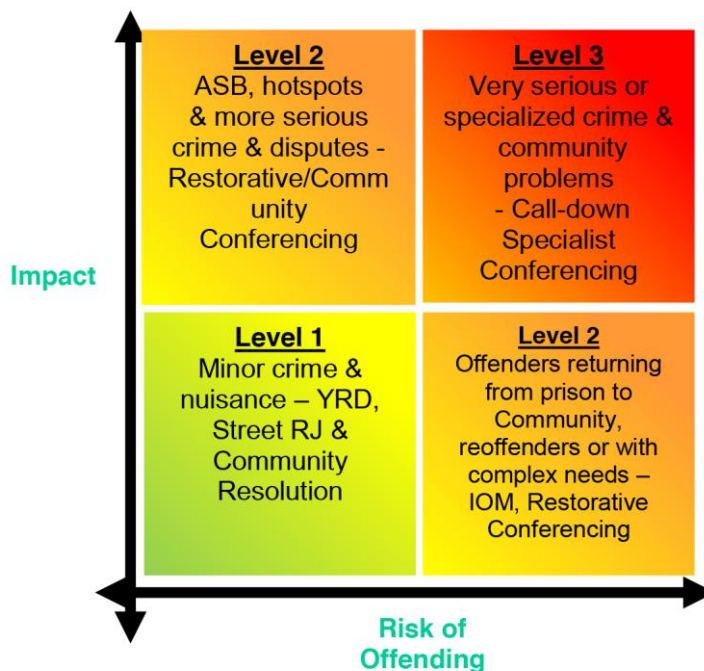 Level 2
ASB, hotspots
& more serious
crime & disputes -
Restorative/Comm
unity
Conferencing
Level 3
Very serious or
specialized crime &
community
problems
- Call-down
Specialist
Conferencing
Impact
Level 1
Minor crime &
nuisance – YRD,
Street RJ &
Community
Resolution
Level 2
Offenders returning
from prison to
Community,
reoffenders or with
complex needs –
IOM, Restorative
Conferencing
Risk of
Offending